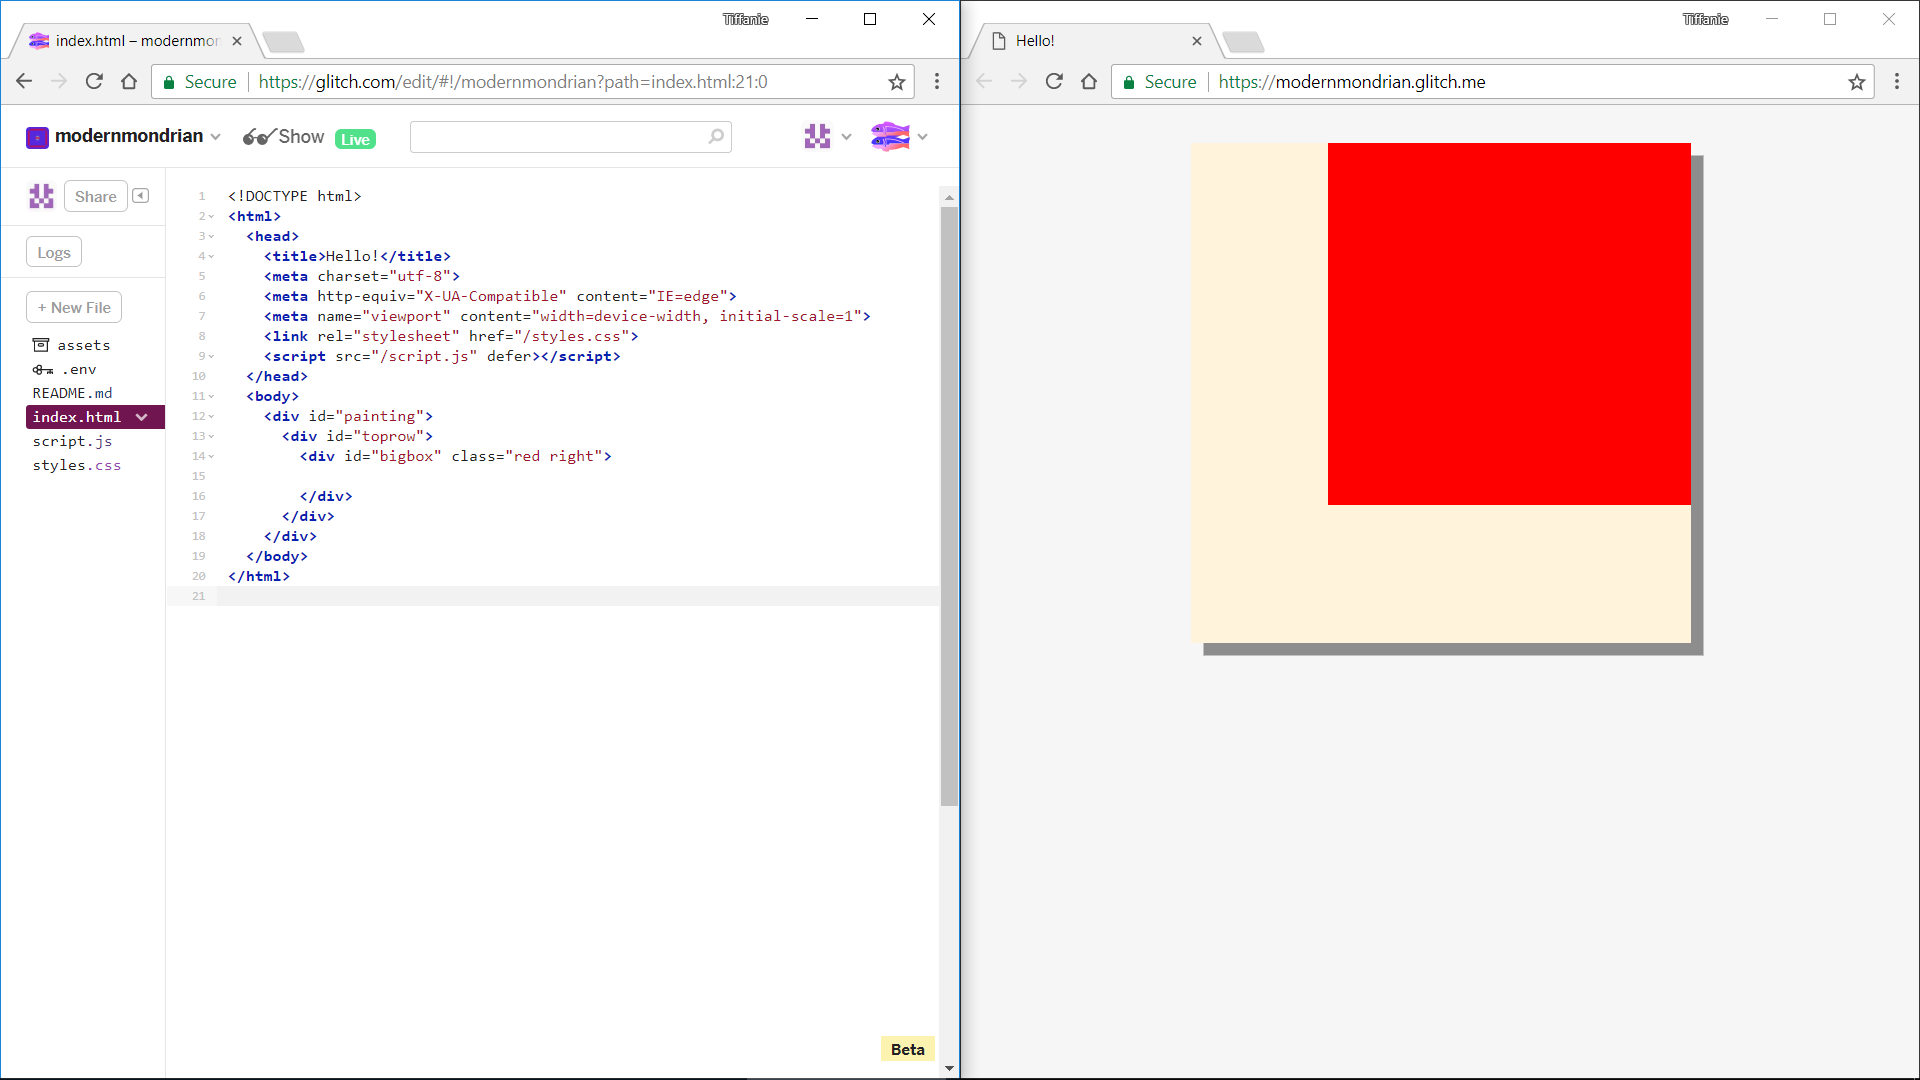 Tiffanie
index.html – modernmon
Secure https://glitch.com/edit/#!/modernmondrian?path=index.html:21:0
modernmondrian Show Live
Share
Logs
+ New File
assets
.env
README.md
index.html
script.js
styles.css
1 <!DOCTYPE html>
2 <html>
3 <head>
4 <title>Hello!</title>
5 <meta charset="utf-8">
6 <meta http-equiv="X-UA-Compatible" content="IE=edge">
7 <meta name="viewport" content="width=device-width, initial-scale=1">
8 <link rel="stylesheet" href="/styles.css">
9 <script src="/script.js" defer></script>
10 </head>
11 <body>
12 <div id="painting">
13 <div id="toprow">
14 <div id="bigbox" class="red right">
15
16 </div>
17 </div>
18 </div>
19 </body>
20 </html>
21
Beta
Tiffanie
Hello!
Secure https://modernmondrian.glitch.me